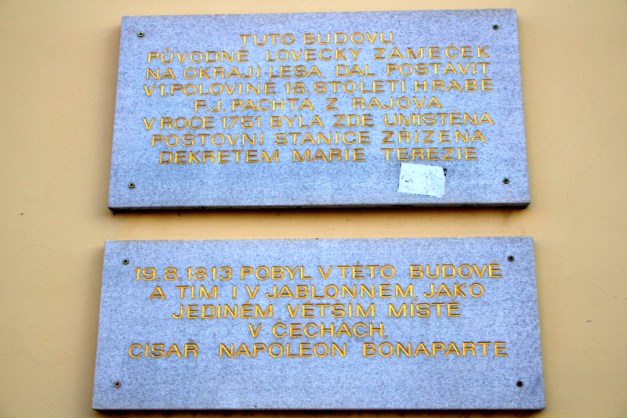 TUTO BUDOVU
PŮVODNĚ LOVECKÝ ZÁMEČEK
NA OKRAJI LESA, DAL POSTAVIT
V 1. POLOVINĚ 18. STOLETÍ HRABĚ
F. J. PACHTA Z RÁJOVA
V ROCE 1751 BYLA ZDE UMÍSTĚNA
POŠTOVNÍ STANICE ZŘÍZENÁ
DEKRETEM MARIE TEREZIE
19. 8. 1813 POBYL V TÉTO BUDOVĚ
A TÍM I V JABLONNÉM JAKO
JEDINÉM VĚTŠÍM MÍSTĚ
V ČECHÁCH
CÍSAŘ NAPOLEON BONAPARTE